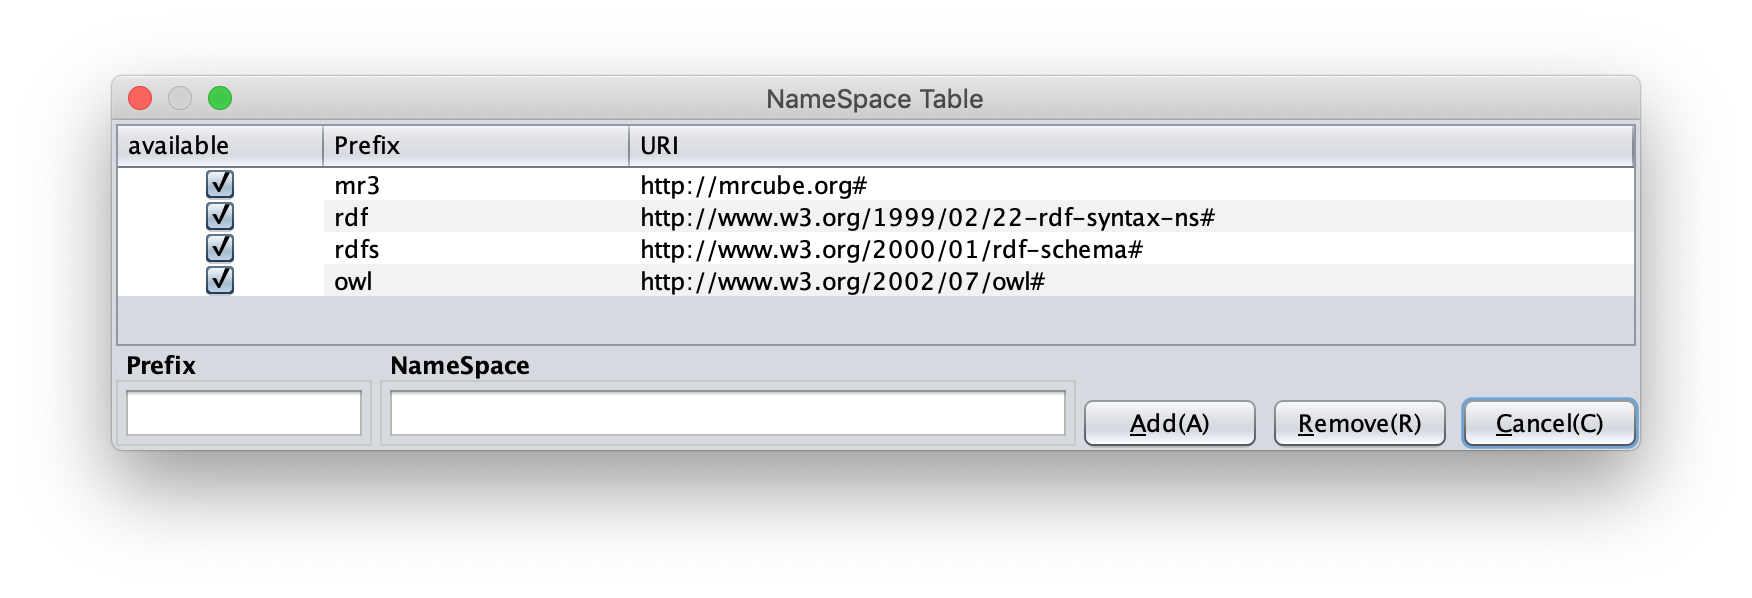 NameSpace Table
available Prefix URI
mr3 http://mrcube.org#
rdf http://www.w3.org/1999/02/22-rdf-syntax-ns#
rdfs http://www.w3.org/2000/01/rdf-schema#
owl http://www.w3.org/2002/07/owl#
Prefix NameSpace
Add(A) Remove(R) Cancel(C)